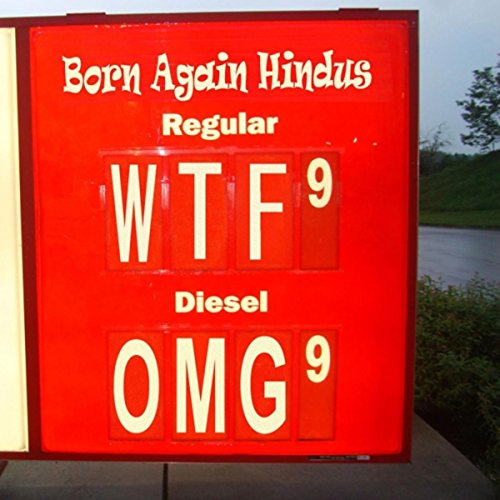 Born Again Hindus
Regular
WTF9
Diesel
OMG9